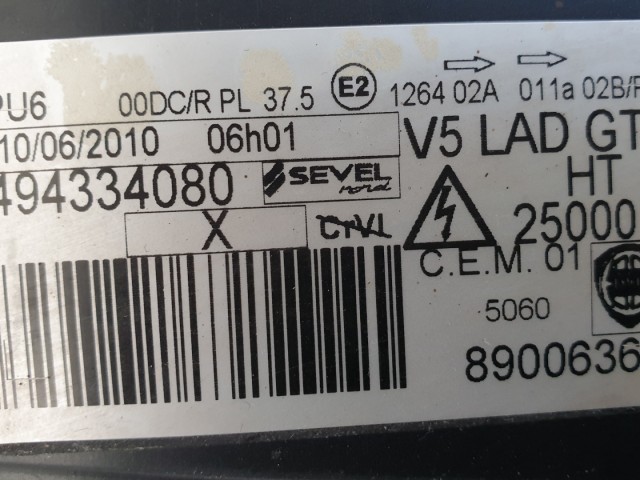 PU6 00DC/R PL 37.5 E2 1264 02A 011a 02B/P
10/06/2010 06h01 V5 LAD GT
494334080 SEVEL nord HT
X 25000
C.E.M. 01
5060
8900636